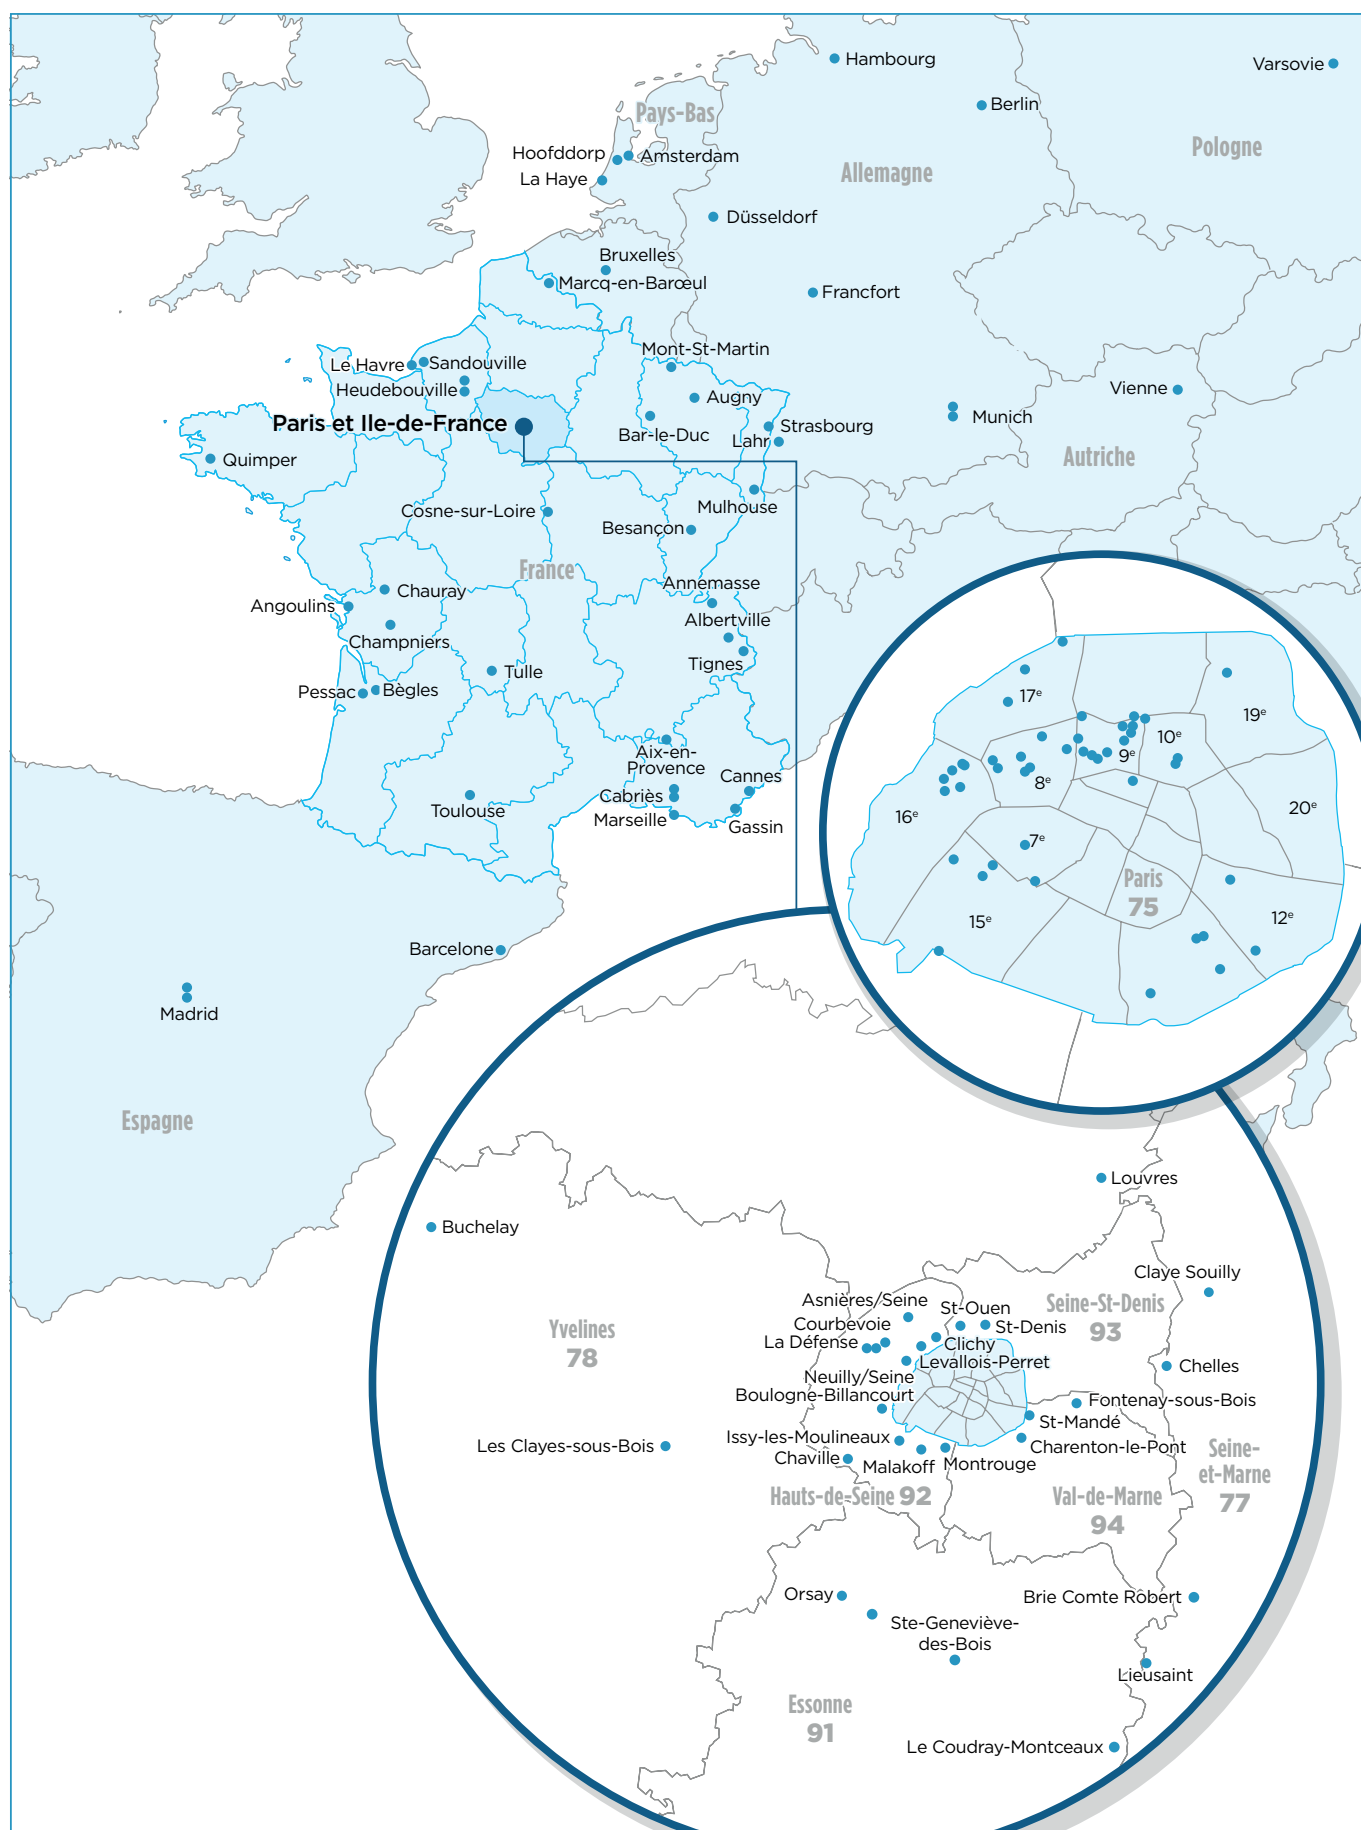 Hambourg
Varsovie
Berlin
Pays-Bas
Pologne
Hoofddorp
Amsterdam
La Haye
Allemagne
Düsseldorf
Bruxelles
Marcq-en-Barœul
Francfort
Mont-St-Martin
Le Havre
Sandouville
Heudebouville
Vienne
Augny
Munich
Paris et Ile-de-France
Bar-le-Duc
Strasbourg
Lahr
Autriche
Quimper
Mulhouse
Cosne-sur-Loire
Besançon
France
Annemasse
Chauray
Angoulins
Albertville
Champniers
Tignes
Tulle
Pessac
Bègles
Aix-en-
Provence
Cannes
Cabriès
Toulouse
Marseille
Gassin
17e
19e
10e
9e
8e
16e
20e
7e
Paris
75
15e
12e
Barcelone
Madrid
Espagne
Louvres
Buchelay
Claye Souilly
Asnières/Seine
St-Ouen
Seine-St-Denis
93
Courbevoie
St-Denis
Yvelines
78
La Défense
Clichy
Levallois-Perret
Chelles
Neuilly/Seine
Boulogne-Billancourt
Fontenay-sous-Bois
St-Mandé
Issy-les-Moulineaux
Les Clayes-sous-Bois
Charenton-le-Pont
Chaville
Malakoff
Montrouge
Seine-
et-Marne
77
Hauts-de-Seine 92
Val-de-Marne
94
Orsay
Brie Comte Robert
Ste-Geneviève-
des-Bois
Lieusaint
Essonne
91
Le Coudray-Montceaux